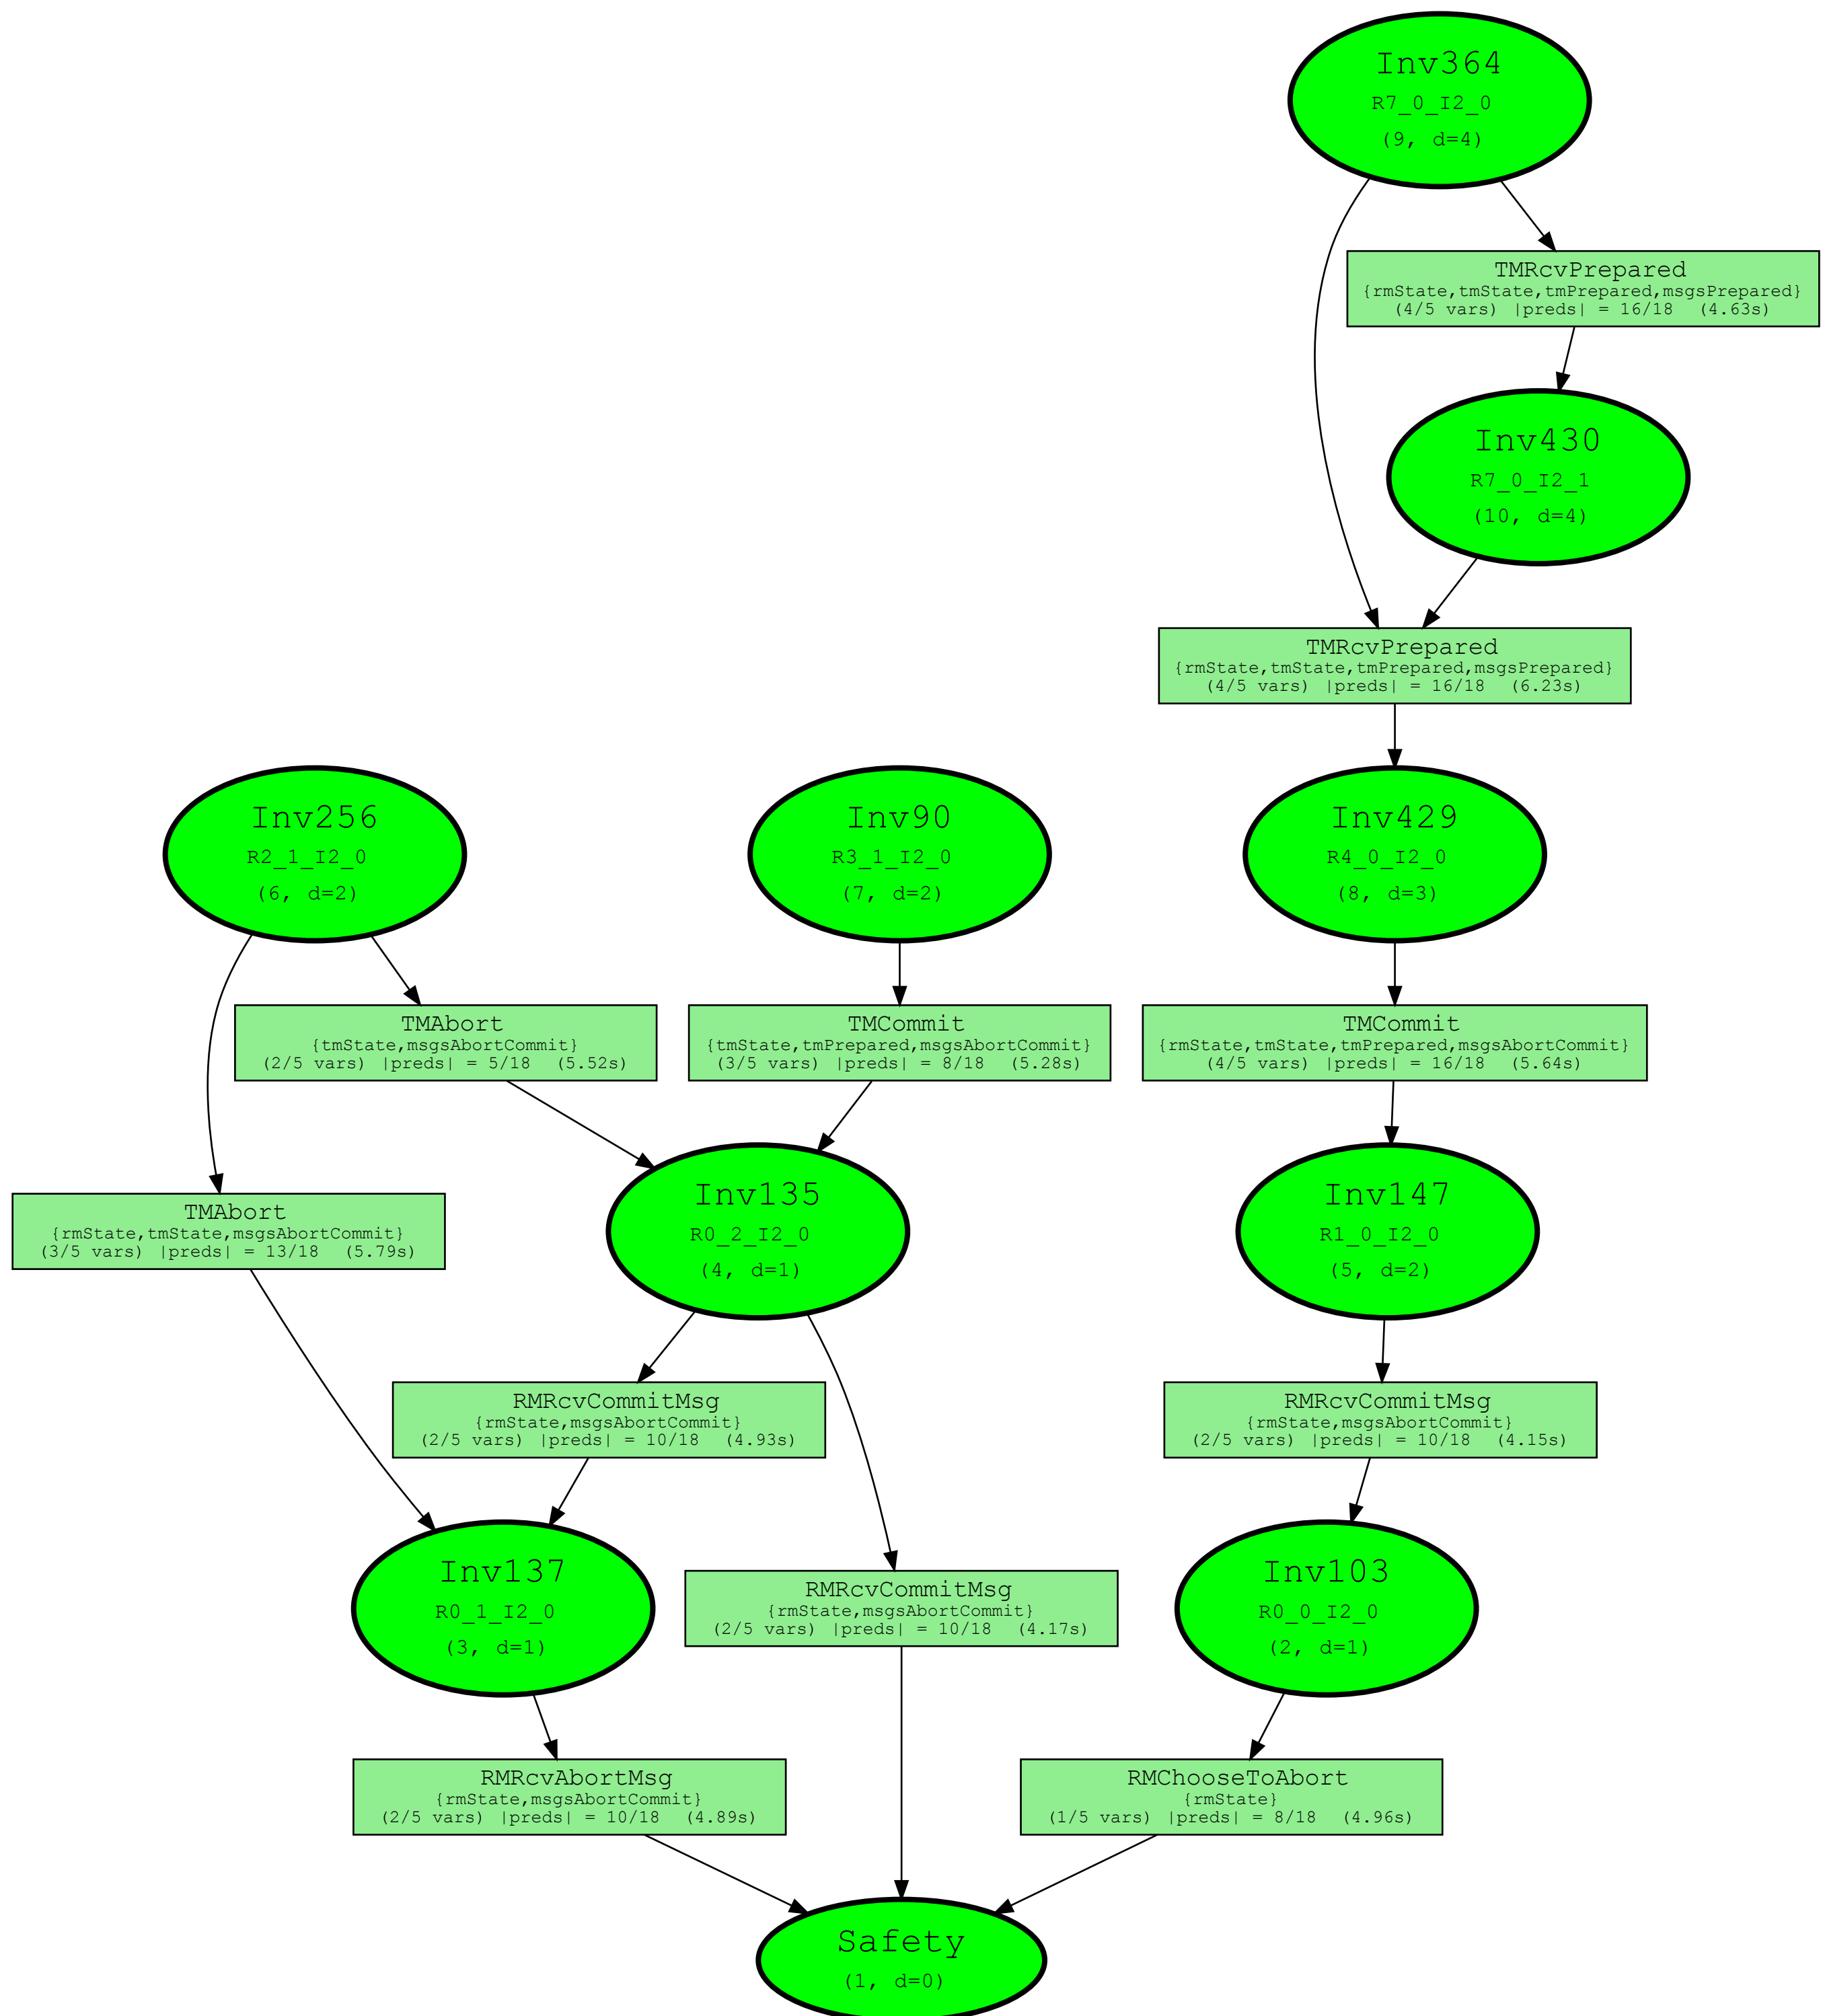 Inv364
R7_0_I2_0
(9, d=4)
TMRcvPrepared
{rmState,tmState,tmPrepared,msgsPrepared}
(4/5 vars) |preds| = 16/18 (4.63s)
Inv430
R7_0_I2_1
(10, d=4)
TMRcvPrepared
{rmState,tmState,tmPrepared,msgsPrepared}
(4/5 vars) |preds| = 16/18 (6.23s)
Inv256
R2_1_I2_0
(6, d=2)
Inv90
R3_1_I2_0
(7, d=2)
Inv429
R4_0_I2_0
(8, d=3)
TMAbort
{tmState,msgsAbortCommit}
(2/5 vars) |preds| = 5/18 (5.52s)
TMCommit
{tmState,tmPrepared,msgsAbortCommit}
(3/5 vars) |preds| = 8/18 (5.28s)
TMCommit
{rmState,tmState,tmPrepared,msgsAbortCommit}
(4/5 vars) |preds| = 16/18 (5.64s)
TMAbort
{rmState,tmState,msgsAbortCommit}
(3/5 vars) |preds| = 13/18 (5.79s)
Inv135
R0_2_I2_0
(4, d=1)
Inv147
R1_0_I2_0
(5, d=2)
RMRcvCommitMsg
{rmState,msgsAbortCommit}
(2/5 vars) |preds| = 10/18 (4.93s)
RMRcvCommitMsg
{rmState,msgsAbortCommit}
(2/5 vars) |preds| = 10/18 (4.15s)
Inv137
R0_1_I2_0
(3, d=1)
RMRcvCommitMsg
{rmState,msgsAbortCommit}
(2/5 vars) |preds| = 10/18 (4.17s)
Inv103
R0_0_I2_0
(2, d=1)
RMRcvAbortMsg
{rmState,msgsAbortCommit}
(2/5 vars) |preds| = 10/18 (4.89s)
RMChooseToAbort
{rmState}
(1/5 vars) |preds| = 8/18 (4.96s)
Safety
(1, d=0)